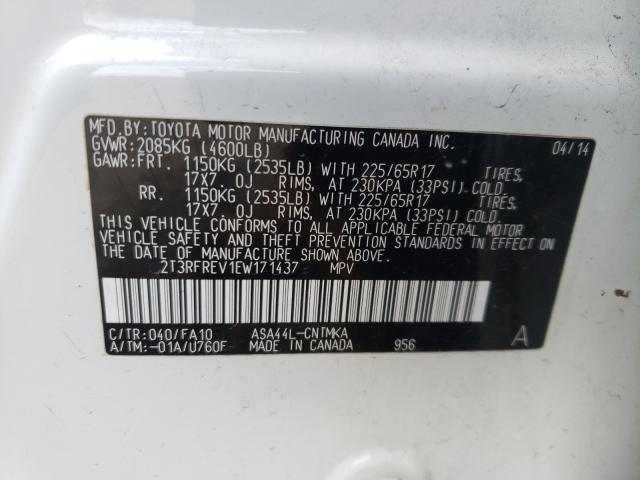 MFD.BY: TOYOTA MOTOR MANUFACTURING CANADA INC. 04/14
GVWR: 2085KG (4600LB)
GAWR: FRT. 1150KG (2535LB) WITH 225/65R17 TIRES,
17X7. 0J RIMS, AT 230KPA (33PSI) COLD.
RR. 1150KG (2535LB) WITH 225/65R17 TIRES,
17X7. 0J RIMS, AT 230KPA (33PSI) COLD.
THIS VEHICLE CONFORMS TO ALL APPLICABLE FEDERAL MOTOR
VEHICLE SAFETY AND THEFT PREVENTION STANDARDS IN EFFECT ON
THE DATE OF MANUFACTURE SHOWN ABOVE.
2T3RFREV1EW171437 MPV
C/TR: 040/FA10 ASA44L-CNTMKA A
A/TM: -01A/U760F MADE IN CANADA 956